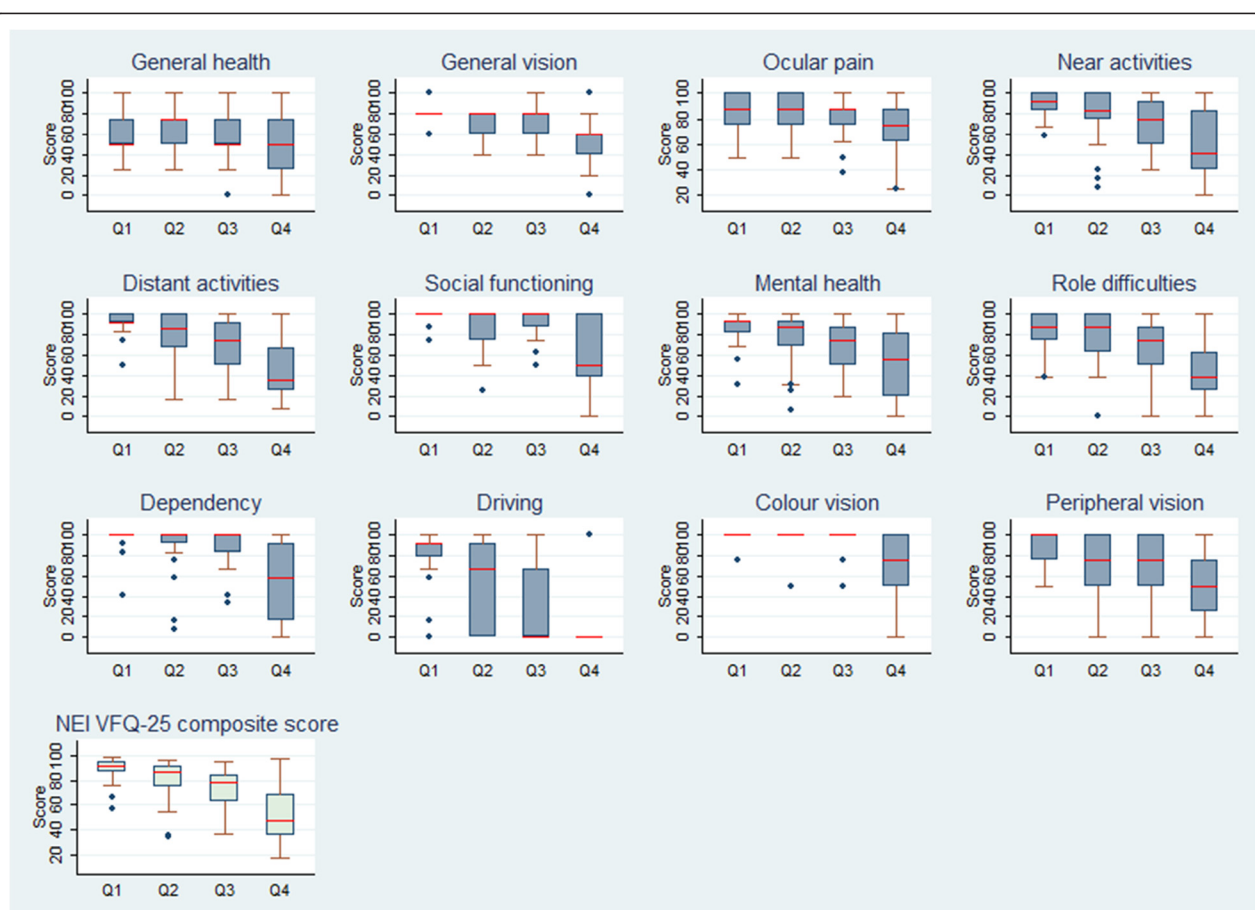 General health General vision Ocular pain Near activities
Score Score Score Score
0 20 40 60 80 100 0 20 40 60 80 100 20 40 60 80 100 0 20 40 60 80 100
Q1 Q2 Q3 Q4 Q1 Q2 Q3 Q4 Q1 Q2 Q3 Q4 Q1 Q2 Q3 Q4
Distant activities Social functioning Mental health Role difficulties
Score Score Score Score
0 20 40 60 80 100 0 20 40 60 80 100 0 20 40 60 80 100 0 20 40 60 80 100
Q1 Q2 Q3 Q4 Q1 Q2 Q3 Q4 Q1 Q2 Q3 Q4 Q1 Q2 Q3 Q4
Dependency Driving Colour vision Peripheral vision
Score Score Score Score
0 20 40 60 80 100 0 20 40 60 80 100 0 20 40 60 80 100 0 20 40 60 80 100
Q1 Q2 Q3 Q4 Q1 Q2 Q3 Q4 Q1 Q2 Q3 Q4 Q1 Q2 Q3 Q4
NEI VFQ-25 composite score
Score
20 40 60 80 100
Q1 Q2 Q3 Q4